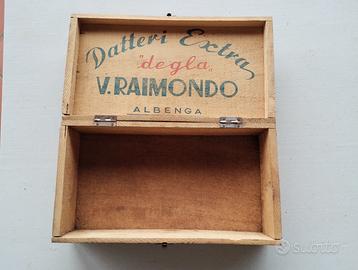 Datteri Extra
"degla"
V. RAIMONDO
ALBENGA
subito